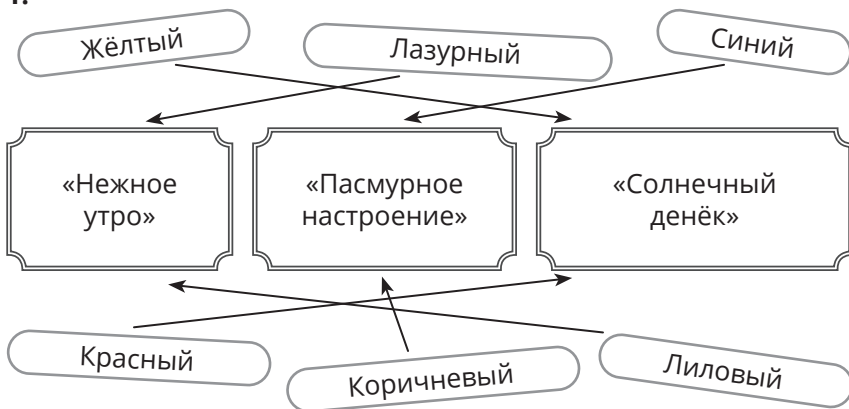 Жёлтый
Лазурный
Синий
«Нежное
утро»
«Пасмурное
настроение»
«Солнечный
денёк»
Красный
Коричневый
Лиловый